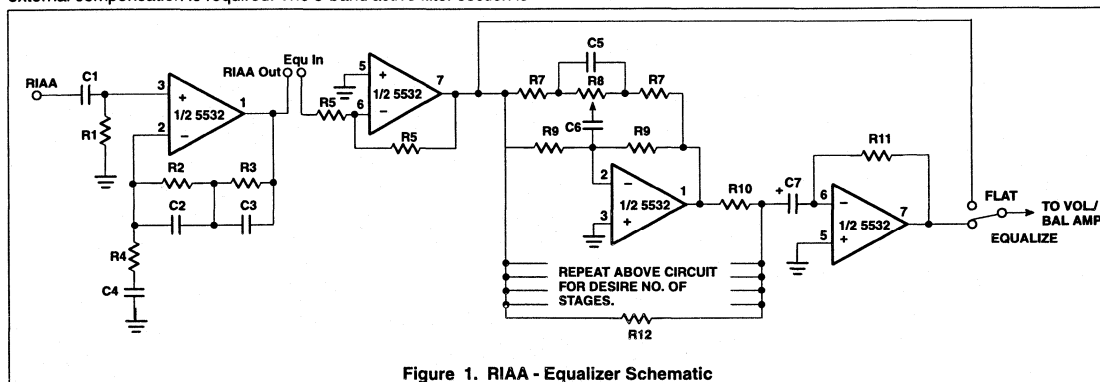 external compensation is required. The 5-band active filter section is
RIAA
C1
R1
3
+
1/2 5532
1
2
–
R2
R3
C2
C3
R4
C4
RIAA Out
Equ In
R5
5
+
1/2 5532
7
6
–
R5
C5
R7
R8
R7
C6
R9
R9
2
–
1/2 5532
1
3
+
R10
+
C7
R11
6
–
1/2 5532
7
5
+
FLAT
TO VOL./
BAL AMP
EQUALIZE
REPEAT ABOVE CIRCUIT
FOR DESIRE NO. OF
STAGES.
R12
Figure 1. RIAA - Equalizer Schematic